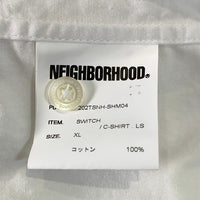 NEIGHBORHOOD®
202TSNH-SHM04
ITEM. SWITCH
/C-SHIRT . LS
SIZE. XL
コットン 100%